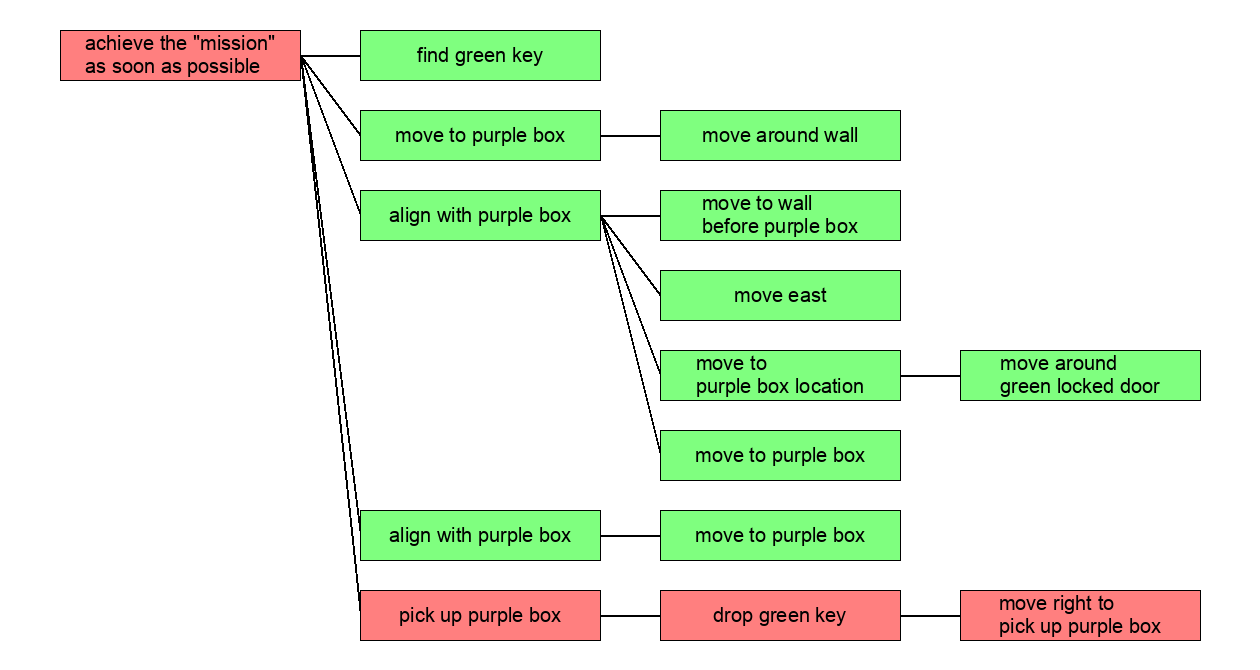 achieve the "mission"
as soon as possible
find green key
move to purple box
move around wall
align with purple box
move to wall
before purple box
move east
move to
purple box location
move around
green locked door
move to purple box
align with purple box
move to purple box
pick up purple box
drop green key
move right to
pick up purple box